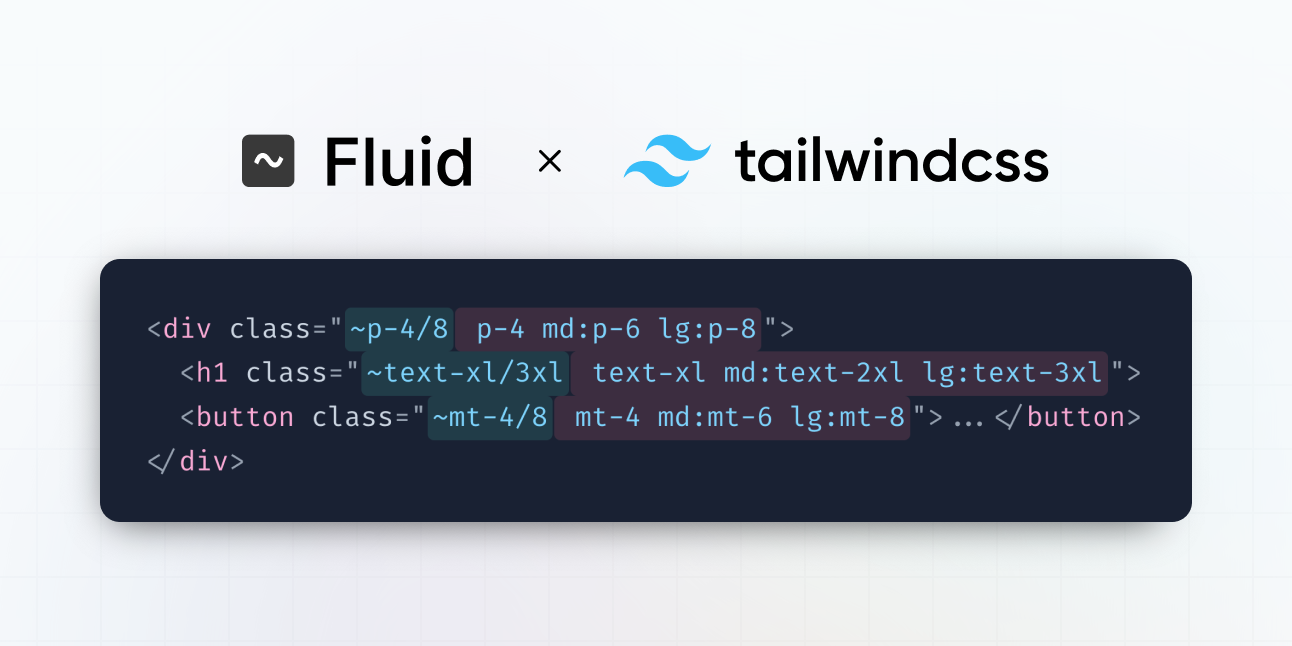 ~ Fluid × tailwindcss
<div class="~p-4/8 p-4 md:p-6 lg:p-8">
<h1 class="~text-xl/3xl text-xl md:text-2xl lg:text-3xl">
<button class="~mt-4/8 mt-4 md:mt-6 lg:mt-8">...</button>
</div>